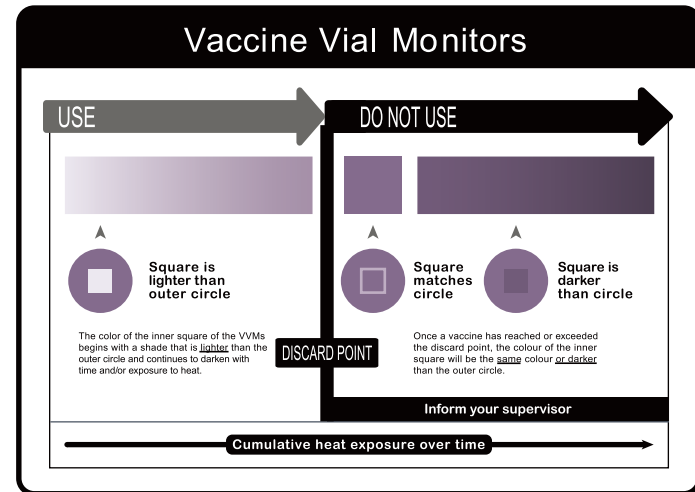 Vaccine Vial Monitors
USE
DO NOT USE
Square is
lighter than
outer circle
Square
matches
circle
Square is
darker
than circle
The color of the inner square of the VVMs
begins with a shade that is lighter than the
outer circle and continues to darken with
time and/or exposure to heat.
DISCARD POINT
Once a vaccine has reached or exceeded
the discard point, the colour of the inner
square will be the same colour or darker
than the outer circle.
Inform your supervisor
Cumulative heat exposure over time